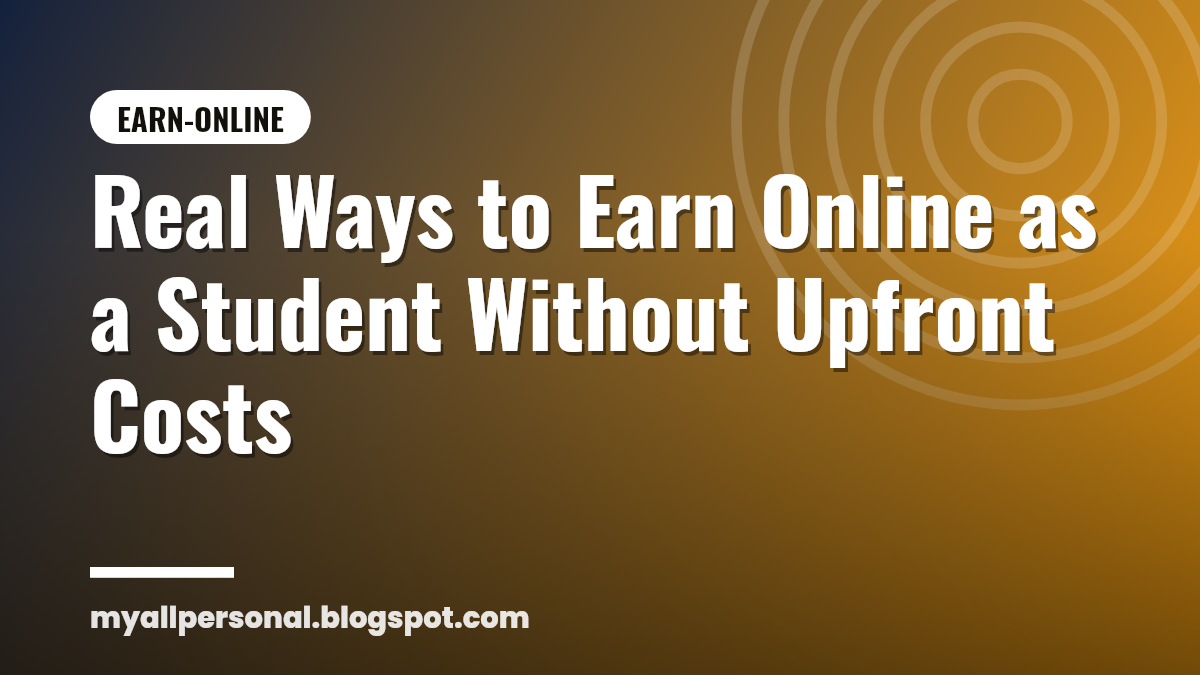 EARN-ONLINE
Real Ways to Earn Online as
a Student Without Upfront
Costs
myallpersonal.blogspot.com